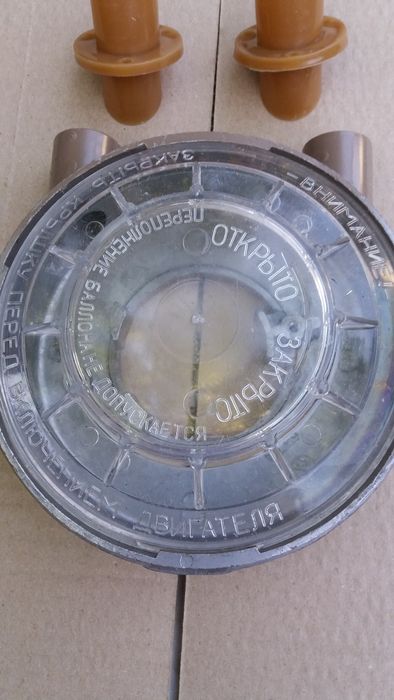 - ВНИМАНИЕ! -
ЗАКРЫТЬ КРЫШКУ ПЕРЕД ВКЛЮЧЕНИЕМ ДВИГАТЕЛЯ
ОТКРЫТО
ЗАКРЫТО
ПЕРЕПОЛНЕНИЕ БАЛЛОНА НЕ ДОПУСКАЕТСЯ